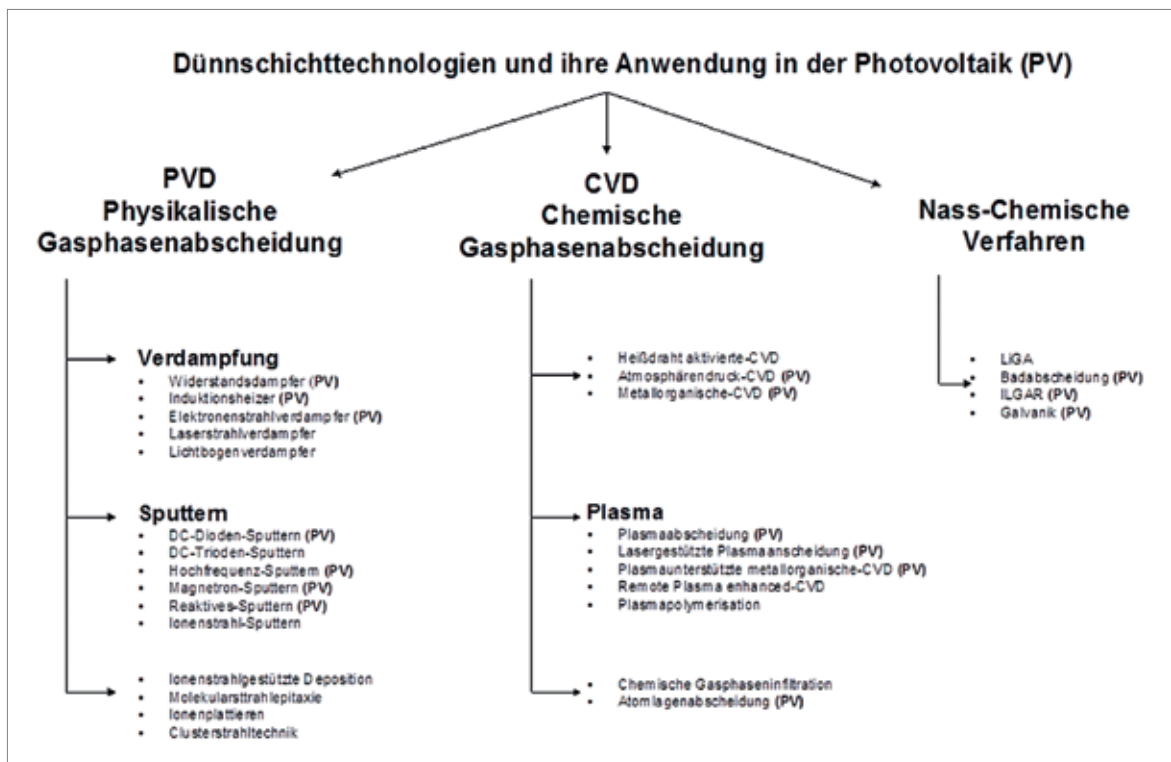 Dünnschichttechnologien und ihre Anwendung in der Photovoltaik (PV)
PVD
Physikalische
Gasphasenabscheidung
Verdampfung
• Widerstandsdampfer (PV)
• Induktionsheizer (PV)
• Elektronenstrahlverdampfer (PV)
• Laserstrahlverdampfer
• Lichtbogenverdampfer
Sputtern
• DC-Dioden-Sputtern (PV)
• DC-Trioden-Sputtern
• Hochfrequenz-Sputtern (PV)
• Magnetron-Sputtern (PV)
• Reaktives-Sputtern (PV)
• Ionenstrahl-Sputtern
• Ionenstrahlgestützte Deposition
• Molekularsttrahlepitaxie
• Ionenplattieren
• Clusterstrahltechnik
CVD
Chemische
Gasphasenabscheidung
• Heißdraht aktivierte-CVD
• Atmosphärendruck-CVD (PV)
• Metallorganische-CVD (PV)
Plasma
• Plasmaabscheidung (PV)
• Lasergestützte Plasmaanscheidung (PV)
• Plasmaunterstützte metallorganische-CVD (PV)
• Remote Plasma enhanced-CVD
• Plasmapolymerisation
• Chemische Gasphaseninfiltration
• Atomlagenabscheidung (PV)
Nass-Chemische
Verfahren
• LiGA
• Badabscheidung (PV)
• ILGAR (PV)
• Galvanik (PV)